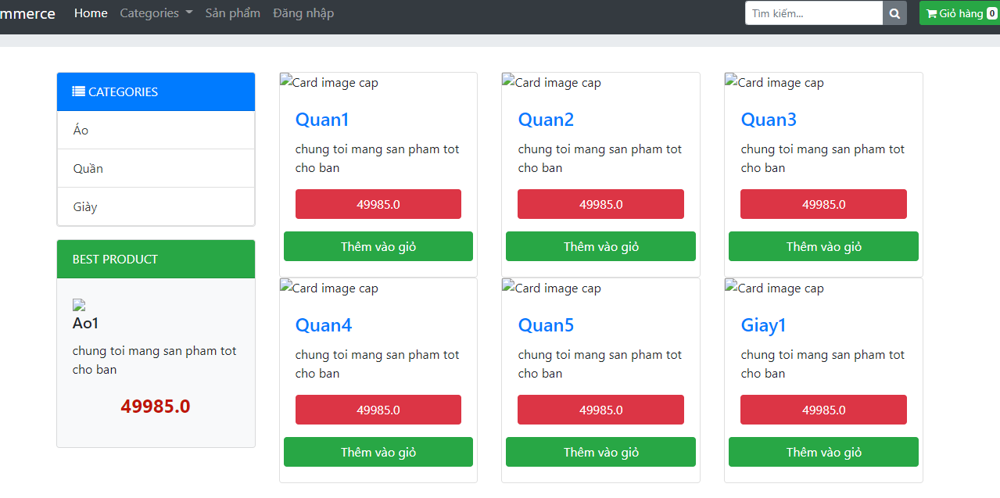 mmerce Home Categories Sản phẩm Đăng nhập Tìm kiếm... Giỏ hàng 0
CATEGORIES
Áo
Quần
Giày
BEST PRODUCT
Ao1
chung toi mang san pham tot
cho ban
49985.0
Card image cap
Quan1
chung toi mang san pham tot
cho ban
49985.0
Thêm vào giỏ
Card image cap
Quan2
chung toi mang san pham tot
cho ban
49985.0
Thêm vào giỏ
Card image cap
Quan3
chung toi mang san pham tot
cho ban
49985.0
Thêm vào giỏ
Card image cap
Quan4
chung toi mang san pham tot
cho ban
49985.0
Thêm vào giỏ
Card image cap
Quan5
chung toi mang san pham tot
cho ban
49985.0
Thêm vào giỏ
Card image cap
Giay1
chung toi mang san pham tot
cho ban
49985.0
Thêm vào giỏ